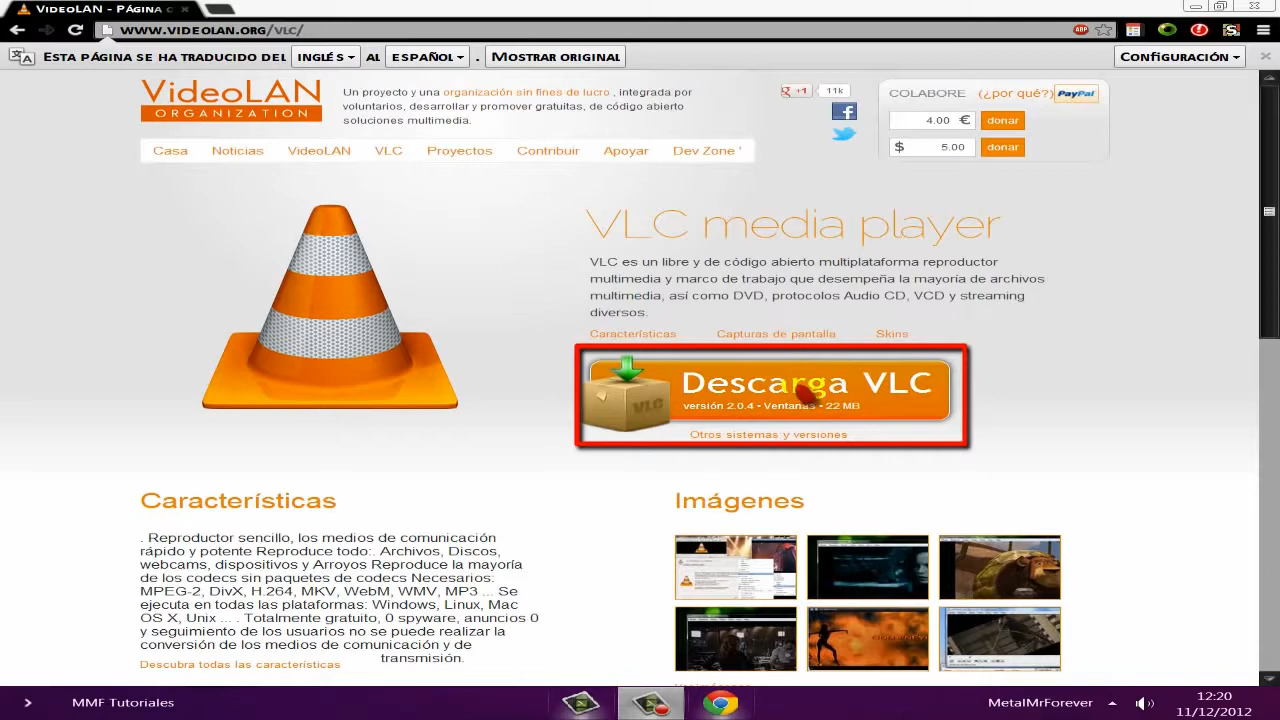 VideoLAN - Página c
www.videolan.org/vlc/
ABP
Esta página se ha traducido del inglés al español . Mostrar original Configuración
VideoLAN
ORGANIZATION
Un proyecto y una organización sin fines de lucro , integrada por
voluntarios, desarrollar y promover gratuitas, de código abierto
soluciones multimedia.
g +1 11k
f
COLABORE (¿por qué?) PayPal
4.00 € donar
$ 5.00 donar
Casa Noticias VideoLAN VLC Proyectos Contribuir Apoyar Dev Zone '
VLC media player
VLC es un libre y de código abierto multiplataforma reproductor
multimedia y marco de trabajo que desempeña la mayoría de archivos
multimedia, así como DVD, protocolos Audio CD, VCD y streaming
diversos.
Características Capturas de pantalla Skins
VLC
Descarga VLC
versión 2.0.4 • Ventanas • 22 MB
Otros sistemas y versiones
Características
. Reproductor sencillo, los medios de comunicación
rápido y potente Reproduce todo:. Archivos, Discos,
webcams, dispositivos y Arroyos Reproduce la mayoría
de los codecs sin paquetes de codecs Necesarios:
MPEG-2, DivX, H.264, MKV, WebM, WMV, MP3... Se
ejecuta en todas las plataformas: Windows, Linux, Mac
OS X, Unix ... . Totalmente gratuito, 0 spyware, anuncios 0
y seguimiento de los usuarios no se puede realizar la
conversión de los medios de comunicación y de
transmisión.
Descubra todas las características
Imágenes
MMF Tutoriales
MetalMrForever
12:20
11/12/2012